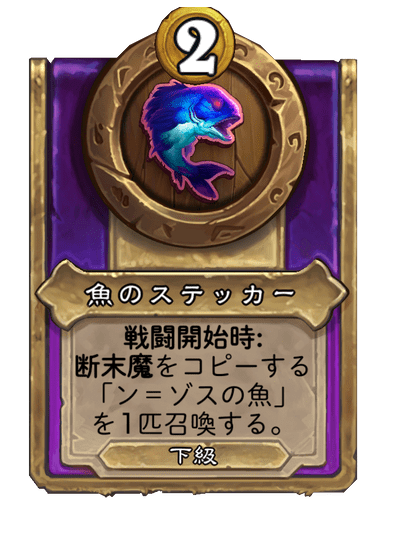 2
魚のステッカー
戦闘開始時:
断末魔をコピーする
「ン=ゾスの魚」
を1匹召喚する。
下級